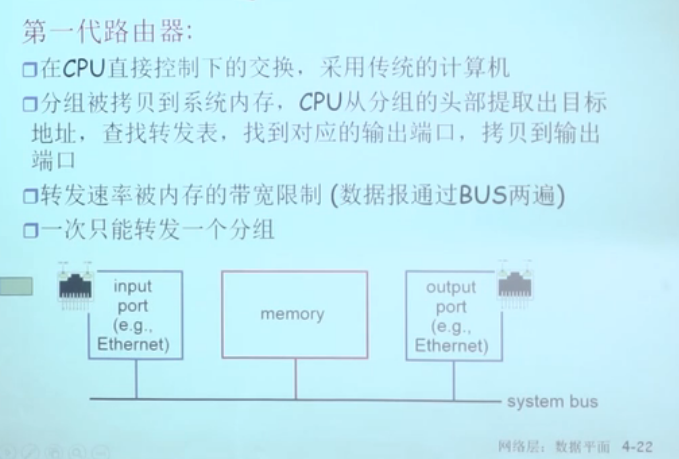 第一代路由器:
在CPU直接控制下的交换，采用传统的计算机
分组被拷贝到系统内存，CPU从分组的头部提取出目标
地址，查找转发表，找到对应的输出端口，拷贝到输出
端口
转发速率被内存的带宽限制 (数据报通过BUS两遍)
一次只能转发一个分组
input
port
(e.g.,
Ethernet)
memory
output
port
(e.g.,
Ethernet)
system bus
网络层：数据平面 4-22